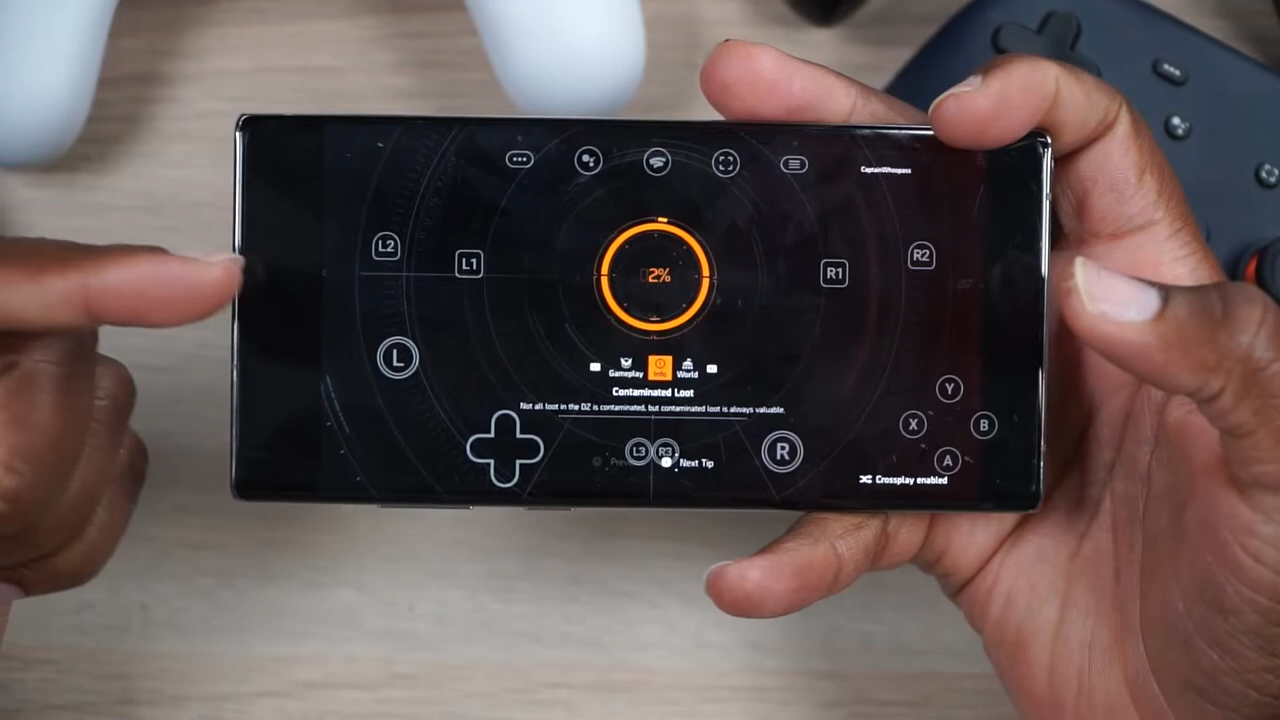 CaptainWhoopass
L2
L1
R1
R2
2%
L
Gameplay
Info
World
Contaminated Loot
Not all loot in the DZ is contaminated, but contaminated loot is always valuable.
Y
X
B
A
L3
R3
R
Next Tip
Crossplay enabled